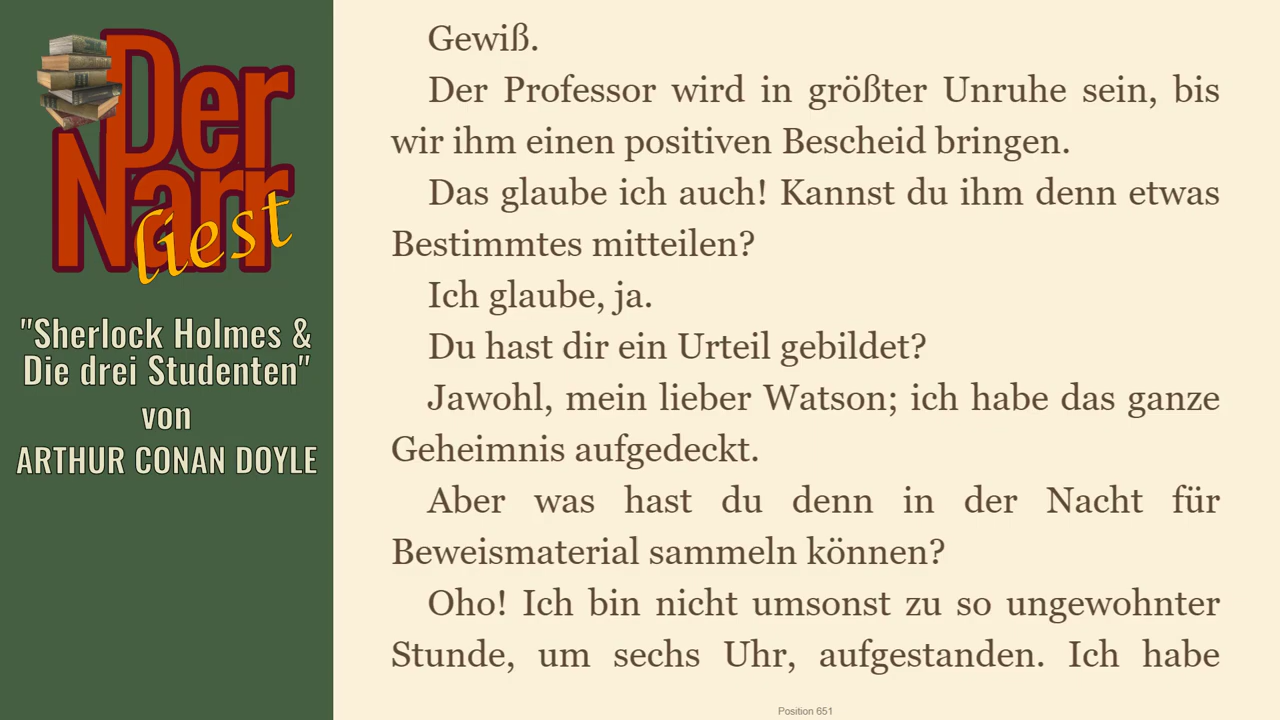 Der
Narr
liest
"Sherlock Holmes &
Die drei Studenten"
von
ARTHUR CONAN DOYLE
Gewiß.
Der Professor wird in größter Unruhe sein, bis
wir ihm einen positiven Bescheid bringen.
Das glaube ich auch! Kannst du ihm denn etwas
Bestimmtes mitteilen?
Ich glaube, ja.
Du hast dir ein Urteil gebildet?
Jawohl, mein lieber Watson; ich habe das ganze
Geheimnis aufgedeckt.
Aber was hast du denn in der Nacht für
Beweismaterial sammeln können?
Oho! Ich bin nicht umsonst zu so ungewohnter
Stunde, um sechs Uhr, aufgestanden. Ich habe
Position 651